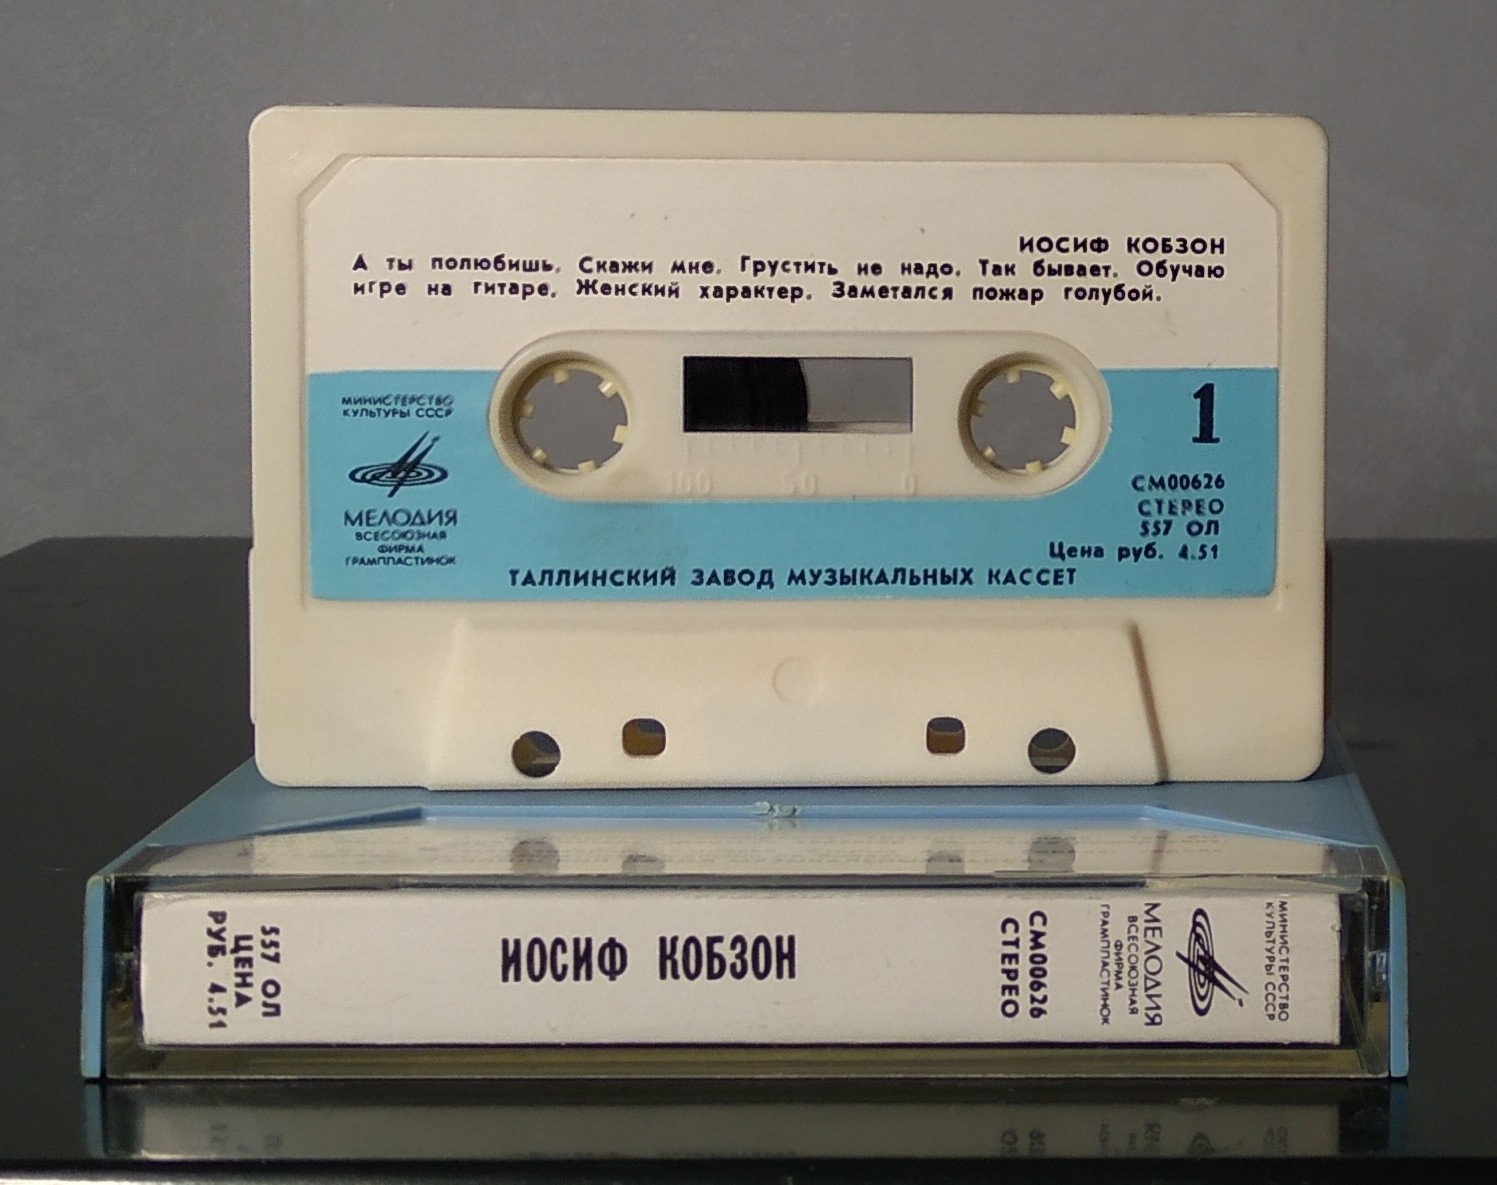 ИОСИФ КОБЗОН
А ты полюбишь. Скажи мне. Грустить не надо. Так бывает. Обучаю
игре на гитаре. Женский характер. Заметался пожар голубой.
МИНИСТЕРСТВО
КУЛЬТУРЫ СССР
МЕЛОДИЯ
ВСЕСОЮЗНАЯ
ФИРМА
ГРАМПЛАСТИНОК
1
СМ00626
СТЕРЕО
557 ОЛ
Цена руб. 4.51
ТАЛЛИНСКИЙ ЗАВОД МУЗЫКАЛЬНЫХ КАССЕТ
100 50 0
557 ОЛ
ЦЕНА
РУБ. 4.51
ИОСИФ КОБЗОН
СМ00626
СТЕРЕО
МИНИСТЕРСТВО
КУЛЬТУРЫ СССР
МЕЛОДИЯ
ВСЕСОЮЗНАЯ
ФИРМА
ГРАМПЛАСТИНОК